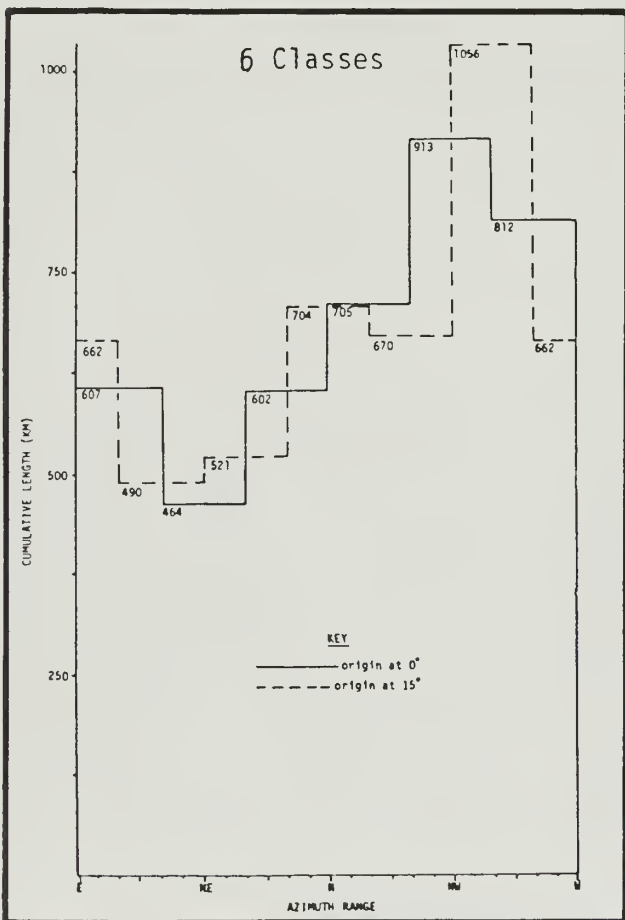 6 Classes
1000
1056
913
812
750
704
705
670
662
662
607
602
521
500
490
464
CUMULATIVE LENGTH (KM)
KEY
origin at 0°
origin at 15°
250
E
NE
N
NW
W
AZIMUTH RANGE